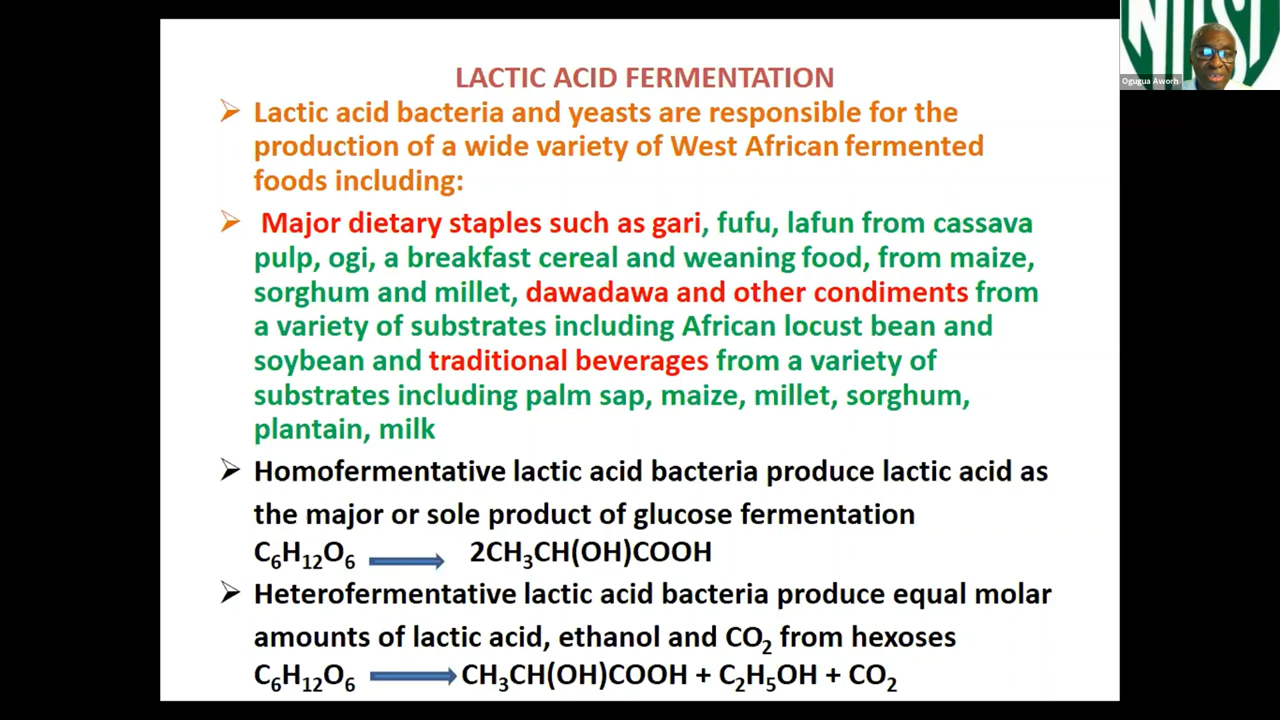 LACTIC ACID FERMENTATION
Lactic acid bacteria and yeasts are responsible for the
production of a wide variety of West African fermented
foods including:
Major dietary staples such as gari, fufu, lafun from cassava
pulp, ogi, a breakfast cereal and weaning food, from maize,
sorghum and millet, dawadawa and other condiments from
a variety of substrates including African locust bean and
soybean and traditional beverages from a variety of
substrates including palm sap, maize, millet, sorghum,
plantain, milk
Homofermentative lactic acid bacteria produce lactic acid as
the major or sole product of glucose fermentation
C₆H₁₂O₆ ⟶ 2CH₃CH(OH)COOH
Heterofermentative lactic acid bacteria produce equal molar
amounts of lactic acid, ethanol and CO₂ from hexoses
C₆H₁₂O₆ ⟶ CH₃CH(OH)COOH + C₂H₅OH + CO₂
Ogugua Aworh